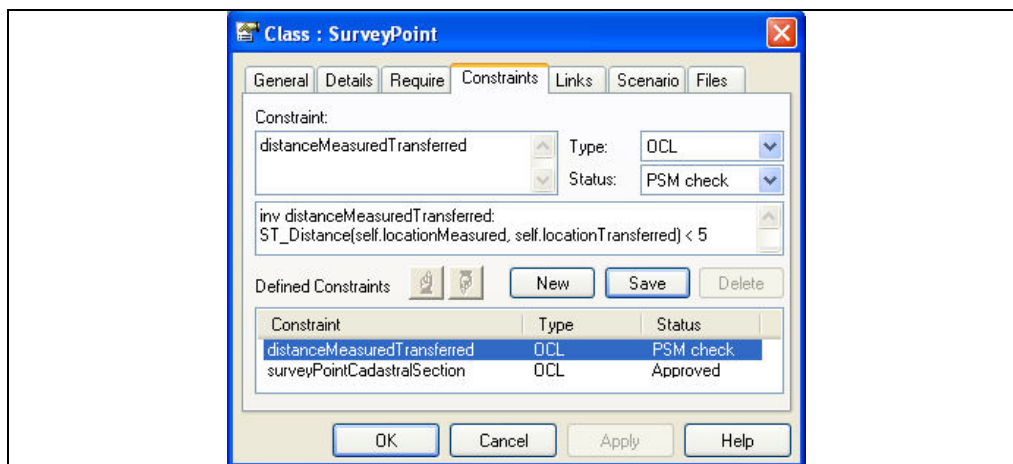 Class : SurveyPoint
General Details Require Constraints Links Scenario Files
Constraint:
distanceMeasuredTransferred
Type: OCL
Status: PSM check
inv distanceMeasuredTransferred:
ST_Distance(self.locationMeasured, self.locationTransferred) < 5
Defined Constraints New Save Delete
Constraint Type Status
distanceMeasuredTransferred OCL PSM check
surveyPointCadastralSection OCL Approved
OK Cancel Apply Help